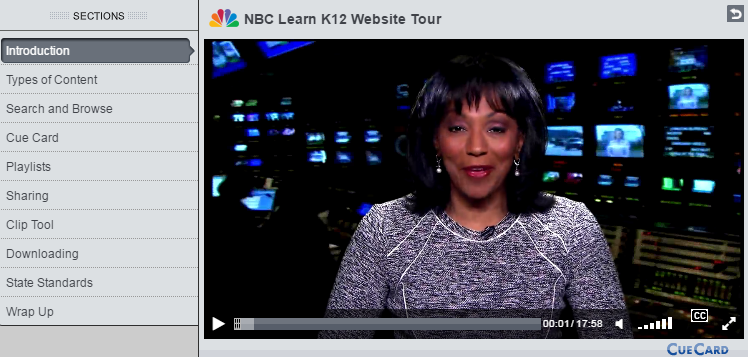 SECTIONS
Introduction
Types of Content
Search and Browse
Cue Card
Playlists
Sharing
Clip Tool
Downloading
State Standards
Wrap Up
NBC Learn K12 Website Tour
00:01 / 17:58
CC
CUECARD